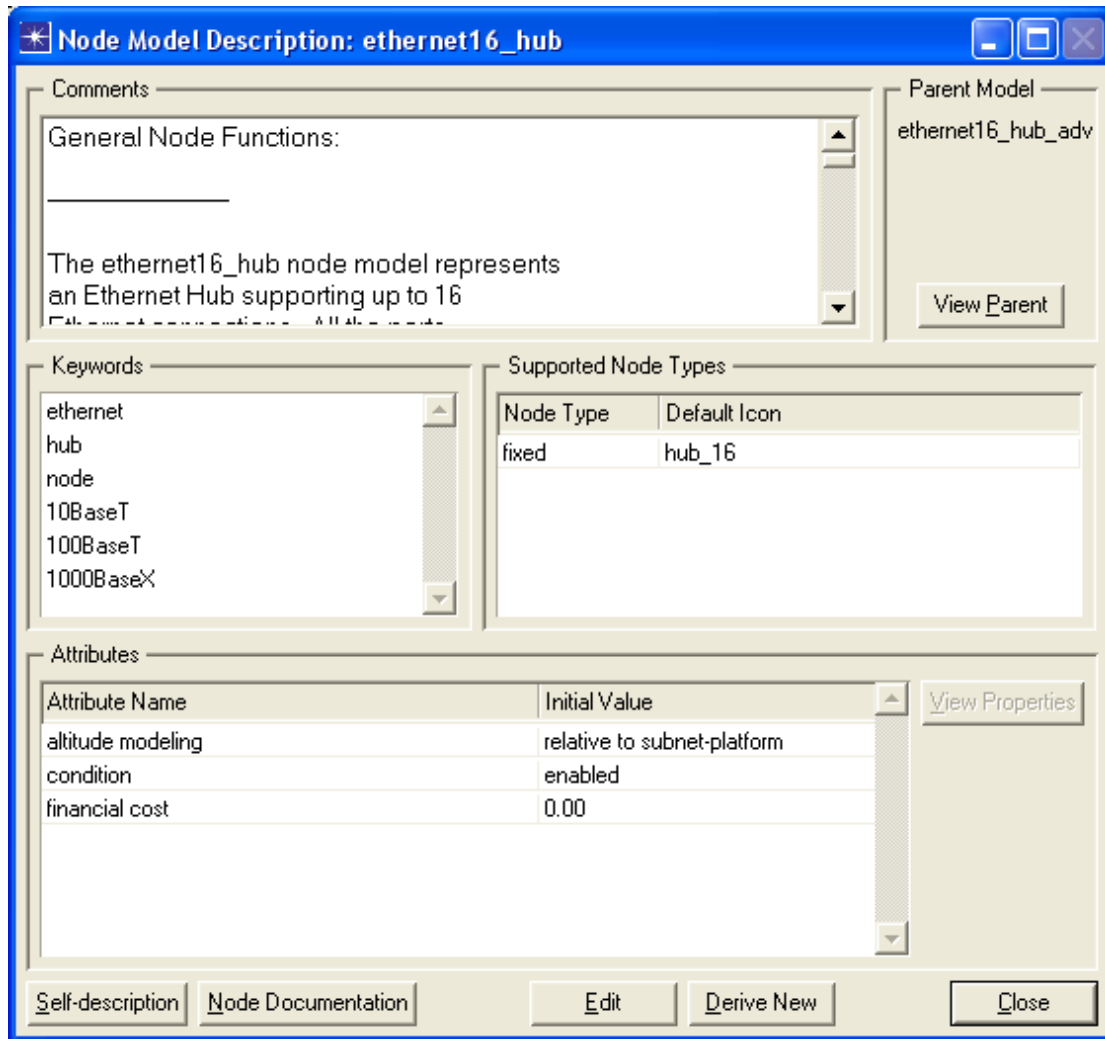 Node Model Description: ethernet16_hub
Comments
General Node Functions:
The ethernet16_hub node model represents
an Ethernet Hub supporting up to 16
Parent Model
ethernet16_hub_adv
View Parent
Keywords
ethernet
hub
node
10BaseT
100BaseT
1000BaseX
Supported Node Types
Node Type Default Icon
fixed hub_16
Attributes
Attribute Name Initial Value
altitude modeling relative to subnet-platform
condition enabled
financial cost 0.00
View Properties
Self-description Node Documentation Edit Derive New Close